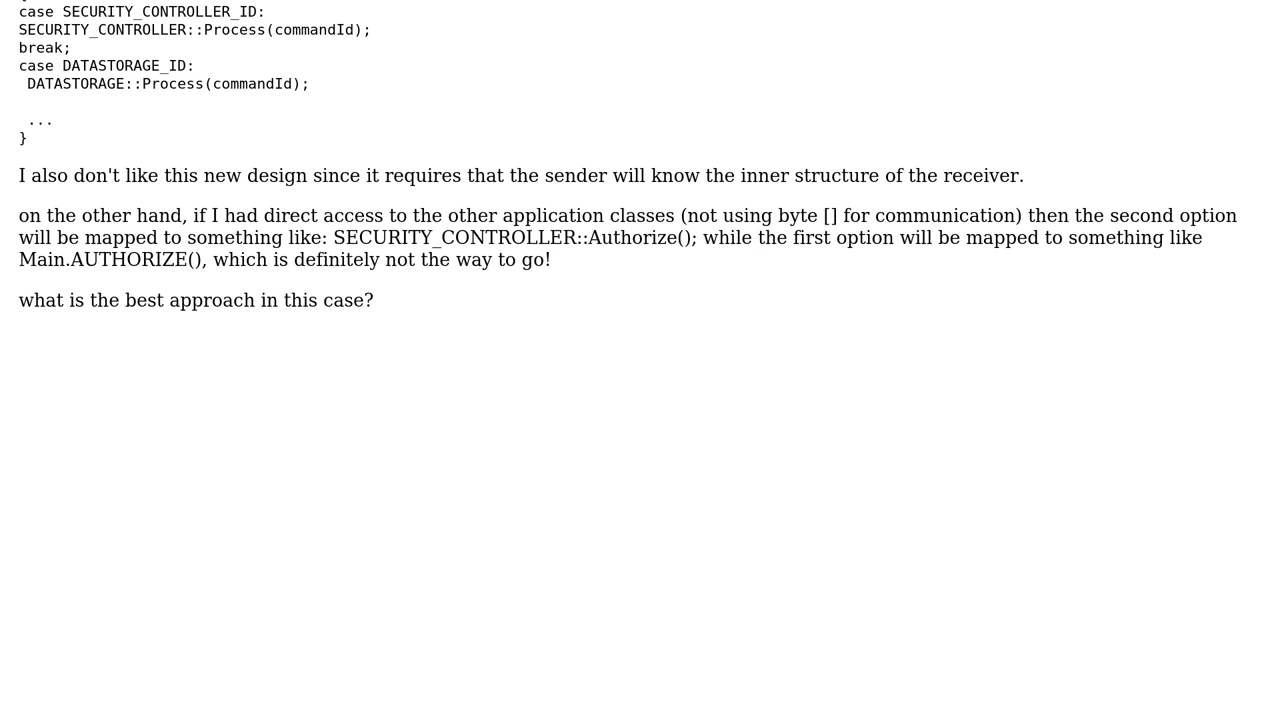 case SECURITY_CONTROLLER_ID:
SECURITY_CONTROLLER::Process(commandId);
break;
case DATASTORAGE_ID:
 DATASTORAGE::Process(commandId);
 ...
}
I also don't like this new design since it requires that the sender will know the inner structure of the receiver.
on the other hand, if I had direct access to the other application classes (not using byte [] for communication) then the second option
will be mapped to something like: SECURITY_CONTROLLER::Authorize(); while the first option will be mapped to something like
Main.AUTHORIZE(), which is definitely not the way to go!
what is the best approach in this case?